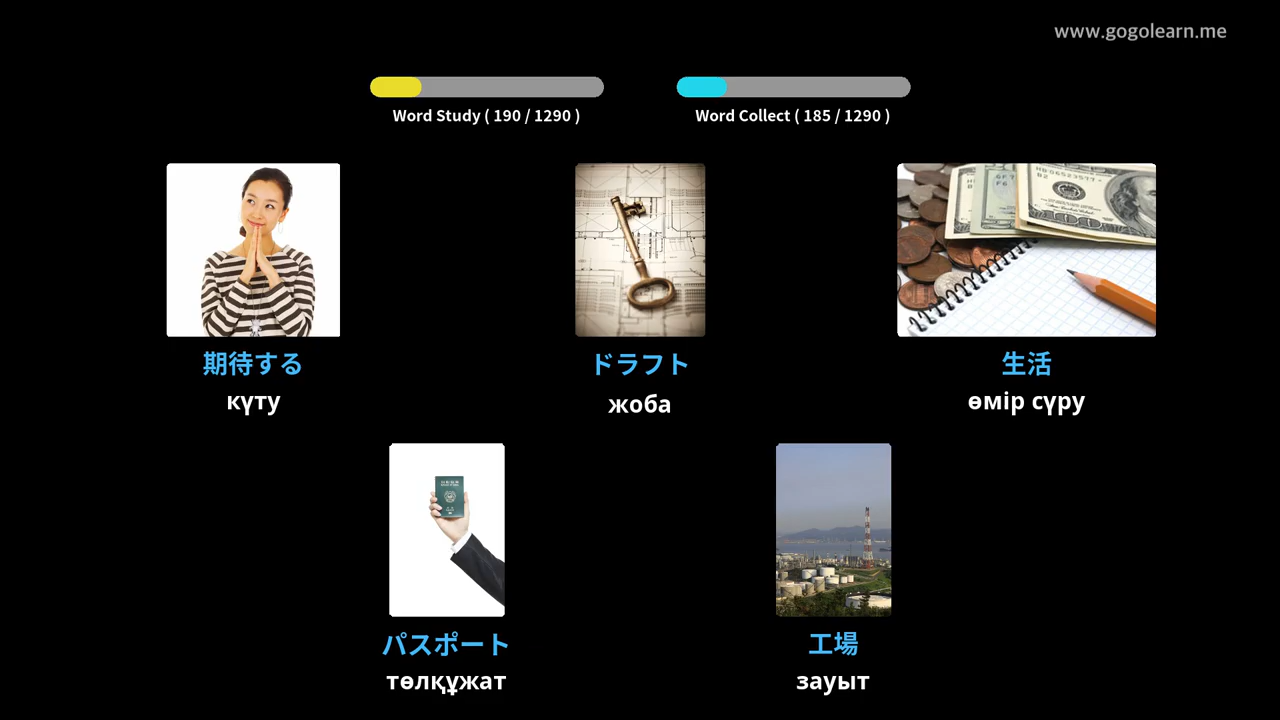 www.gogolearn.me
Word Study ( 190 / 1290 )
Word Collect ( 185 / 1290 )
期待する
күту
ドラフト
жоба
生活
өмір сүру
パスポート
төлқұжат
工場
зауыт